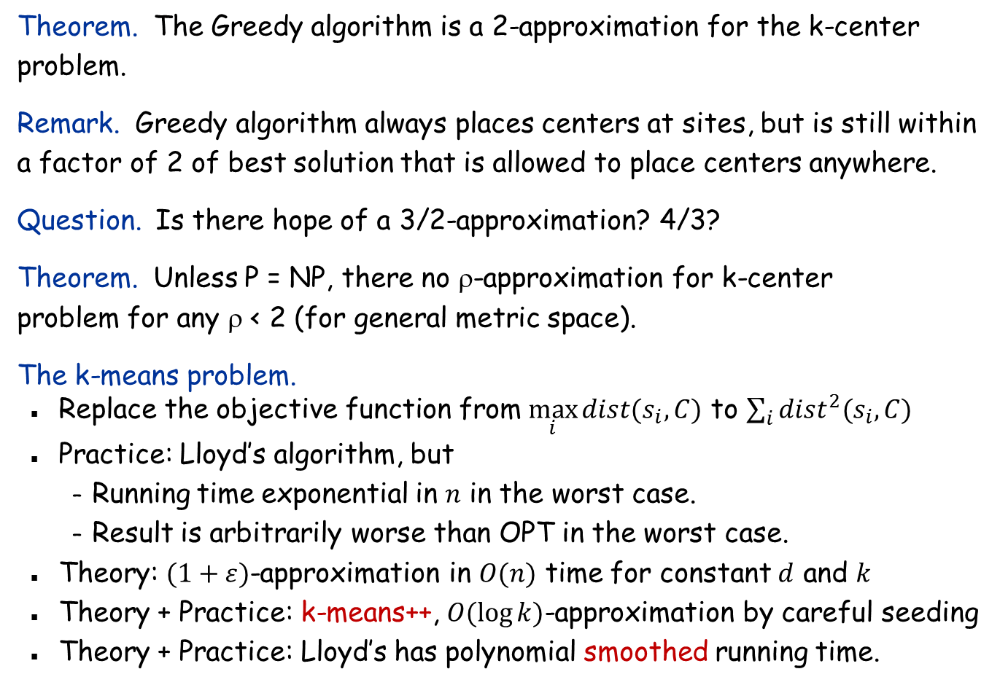 Theorem. The Greedy algorithm is a 2-approximation for the k-center
problem.
Remark. Greedy algorithm always places centers at sites, but is still within
a factor of 2 of best solution that is allowed to place centers anywhere.
Question. Is there hope of a 3/2-approximation? 4/3?
Theorem. Unless P = NP, there no ρ-approximation for k-center
problem for any ρ < 2 (for general metric space).
The k-means problem.
▪ Replace the objective function from max_i dist(s_i, C) to ∑_i dist²(s_i, C)
▪ Practice: Lloyd's algorithm, but
- Running time exponential in n in the worst case.
- Result is arbitrarily worse than OPT in the worst case.
▪ Theory: (1 + ε)-approximation in O(n) time for constant d and k
▪ Theory + Practice: k-means++, O(log k)-approximation by careful seeding
▪ Theory + Practice: Lloyd's has polynomial smoothed running time.